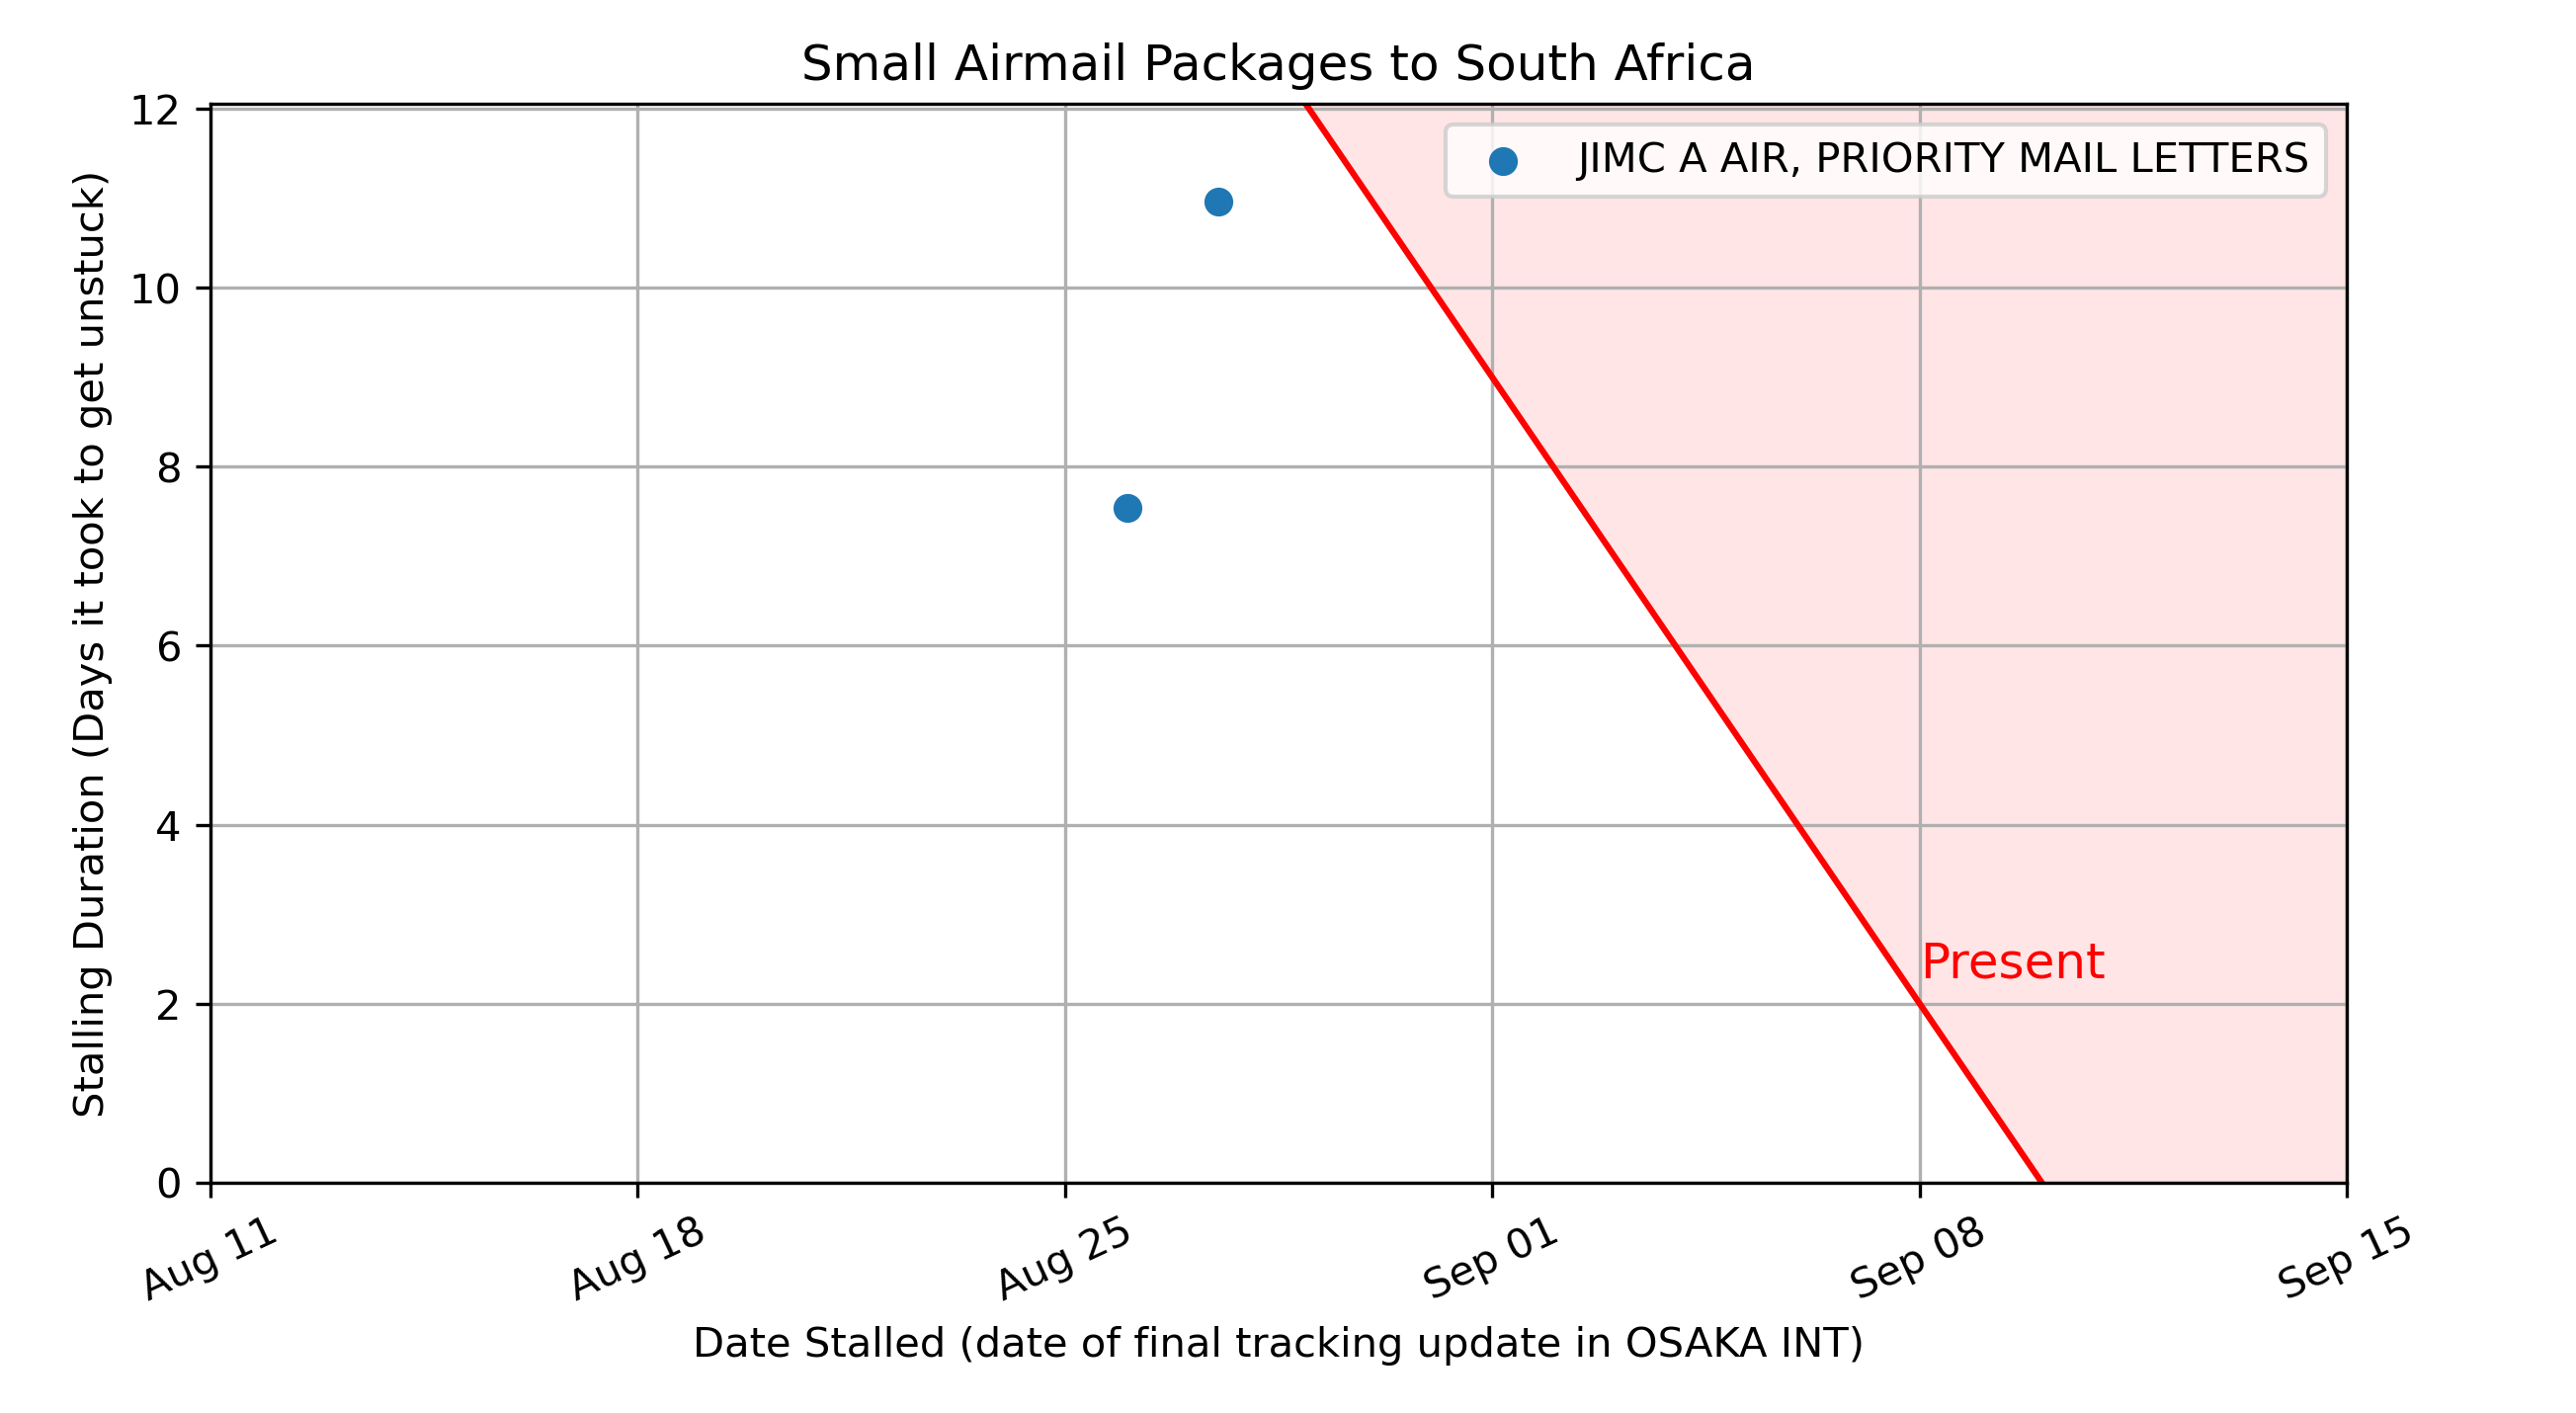 Small Airmail Packages to South Africa
JIMC A AIR, PRIORITY MAIL LETTERS
Stalling Duration (Days it took to get unstuck)
12
10
8
6
4
2
0
Present
Aug 11
Aug 18
Aug 25
Sep 01
Sep 08
Sep 15
Date Stalled (date of final tracking update in OSAKA INT)